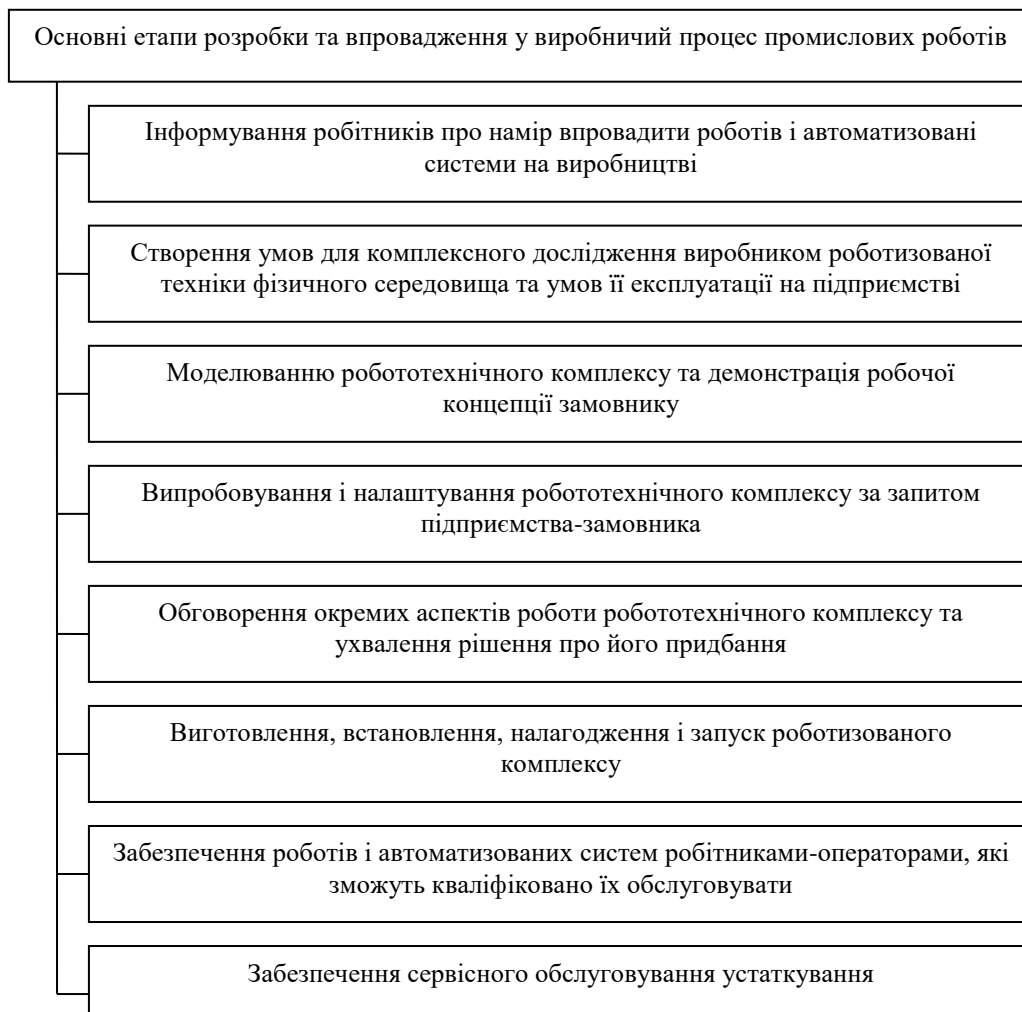 Основні етапи розробки та впровадження у виробничий процес промислових роботів
Інформування робітників про намір впровадити роботів і автоматизовані
системи на виробництві
Створення умов для комплексного дослідження виробником роботизованої
техніки фізичного середовища та умов її експлуатації на підприємстві
Моделюванню робототехнічного комплексу та демонстрація робочої
концепції замовнику
Випробовування і налаштування робототехнічного комплексу за запитом
підприємства-замовника
Обговорення окремих аспектів роботи робототехнічного комплексу та
ухвалення рішення про його придбання
Виготовлення, встановлення, налагодження і запуск роботизованого
комплексу
Забезпечення роботів і автоматизованих систем робітниками-операторами, які
зможуть кваліфіковано їх обслуговувати
Забезпечення сервісного обслуговування устаткування